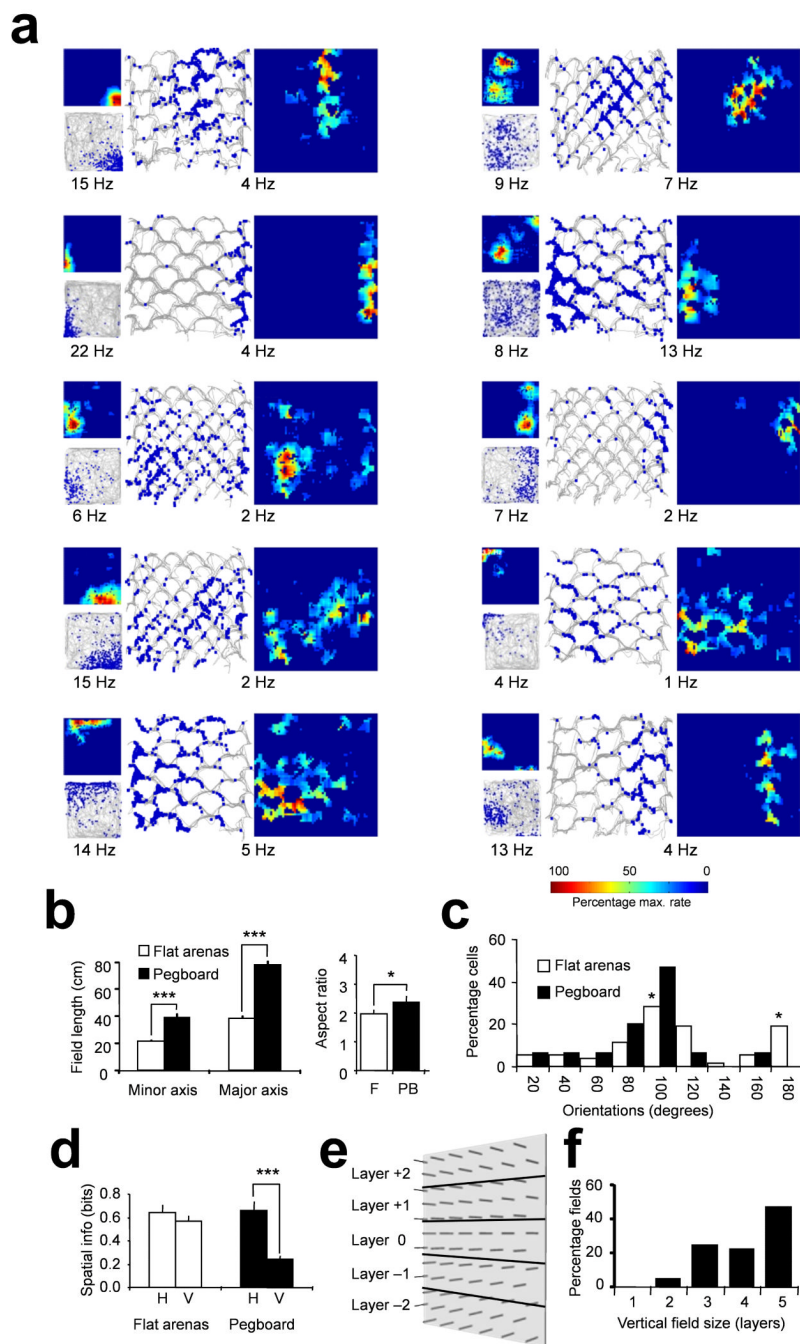 a
15 Hz 4 Hz 9 Hz 7 Hz
22 Hz 4 Hz 8 Hz 13 Hz
6 Hz 2 Hz 7 Hz 2 Hz
15 Hz 2 Hz 4 Hz 1 Hz
14 Hz 5 Hz 13 Hz 4 Hz
100 50 0
Percentage max. rate
b
Flat arenas
Pegboard
***
***
Field length (cm)
80
60
40
20
0
Minor axis Major axis
Aspect ratio
4
3
2
1
0
*
F PB
c
Percentage cells
60
40
20
0
Flat arenas
Pegboard
*
*
20 40 60 80 100 120 140 160 180
Orientations (degrees)
d
Spatial info (bits)
0.8
0.6
0.4
0.2
0.0
***
H V H V
Flat arenas Pegboard
e
Layer +2
Layer +1
Layer 0
Layer –1
Layer –2
f
Percentage fields
60
40
20
0
1 2 3 4 5
Vertical field size (layers)